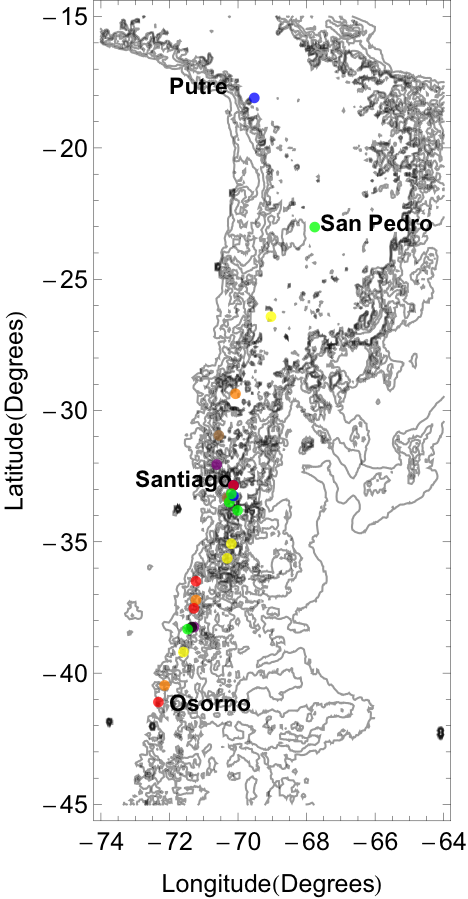 −15
Putre
−20
San Pedro
−25
−30
Santiago
−35
−40
Osorno
−45
−74 −72 −70 −68 −66 −64
Longitude(Degrees)
Latitude(Degrees)